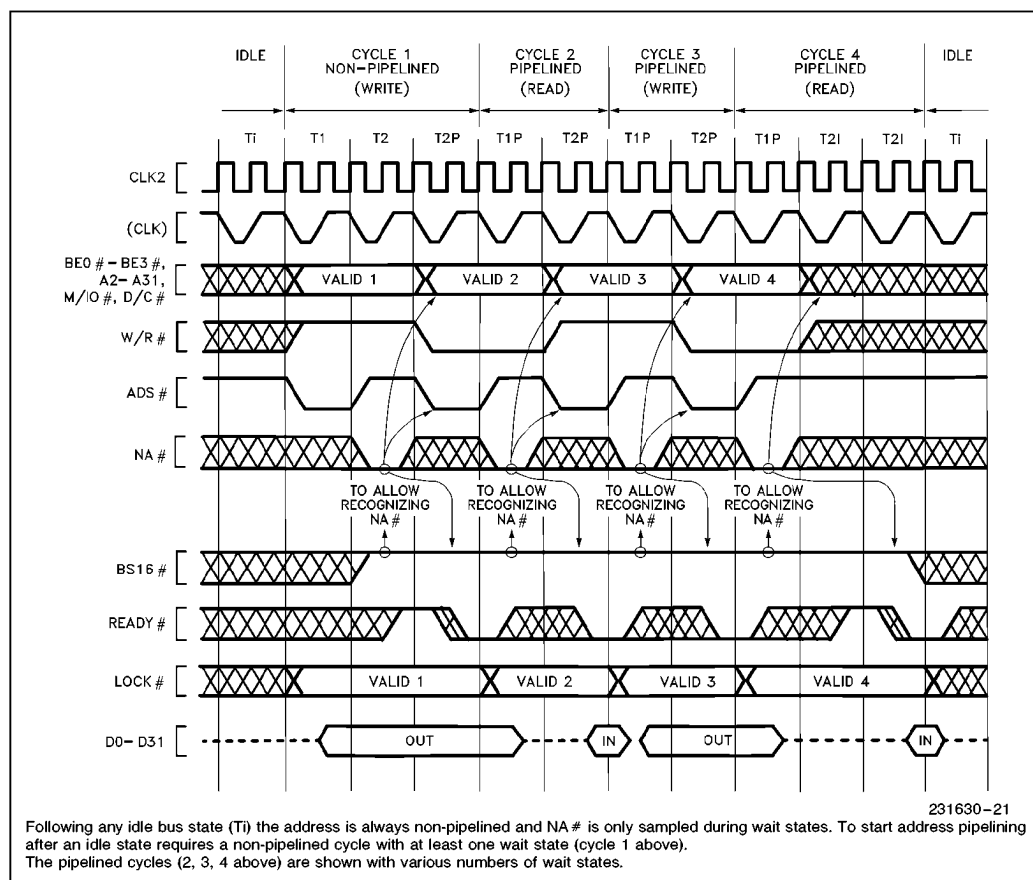 IDLE CYCLE 1 CYCLE 2 CYCLE 3 CYCLE 4 IDLE
NON-PIPELINED PIPELINED PIPELINED PIPELINED
(WRITE) (READ) (WRITE) (READ)
Ti T1 T2 T2P T1P T2P T1P T2P T1P T2I T2I Ti
CLK2
(CLK)
BE0 # - BE3 #,
A2 - A31,
M/IO #, D/C #
VALID 1 VALID 2 VALID 3 VALID 4
W/R #
ADS #
NA #
TO ALLOW TO ALLOW TO ALLOW TO ALLOW
RECOGNIZING RECOGNIZING RECOGNIZING RECOGNIZING
NA # NA # NA # NA #
BS16 #
READY #
LOCK # VALID 1 VALID 2 VALID 3 VALID 4
D0 - D31 OUT IN OUT IN
231630-21
Following any idle bus state (Ti) the address is always non-pipelined and NA # is only sampled during wait states. To start address pipelining
after an idle state requires a non-pipelined cycle with at least one wait state (cycle 1 above).
The pipelined cycles (2, 3, 4 above) are shown with various numbers of wait states.